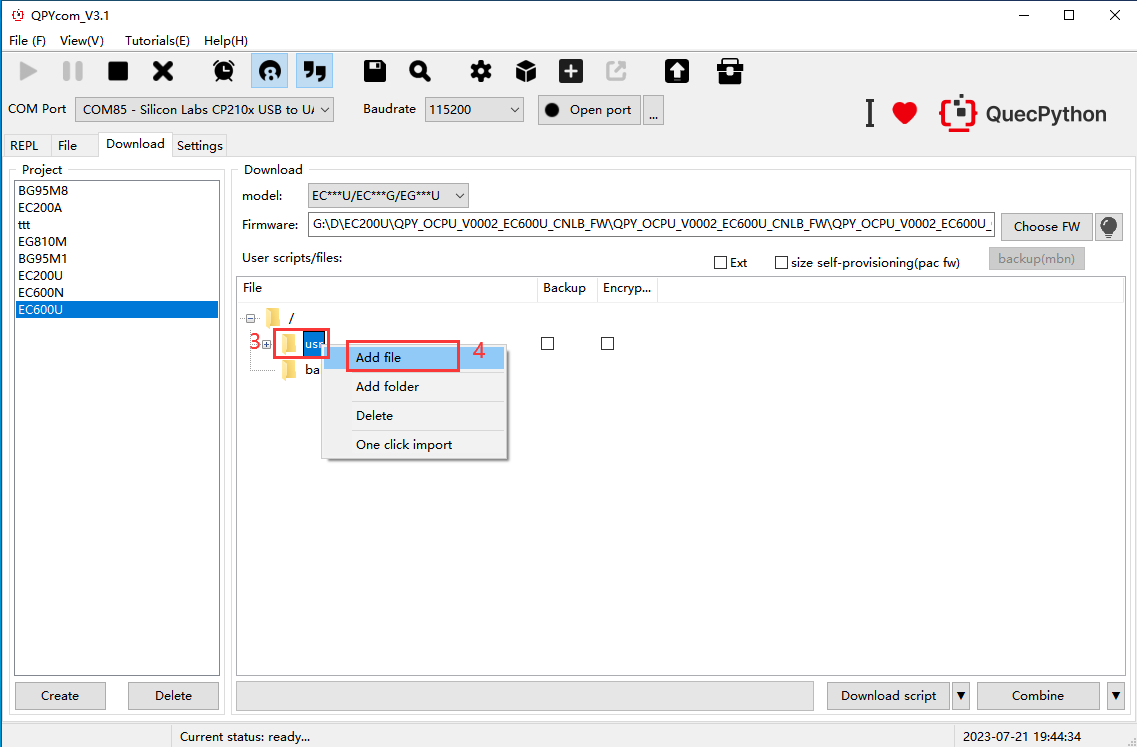 QPYcom_V3.1
File (F) View(V) Tutorials(E) Help(H)
COM Port COM85 - Silicon Labs CP210x USB to UA Baudrate 115200 Open port ...
I QuecPython
REPL File Download Settings
Project
BG95M8
EC200A
ttt
EG810M
BG95M1
EC200U
EC600N
EC600U
Create Delete
Download
model: EC***U/EC***G/EG***U
Firmware: G:\D\EC200U\QPY_OCPU_V0002_EC600U_CNLB_FW\QPY_OCPU_V0002_EC600U_CNLB_FW\QPY_OCPU_V0002_EC600U_ Choose FW
User scripts/files: Ext size self-provisioning(pac fw) backup(mbn)
File Backup Encryp...
/
3 usr
ba
Add file 4
Add folder
Delete
One click import
Download script Combine
Current status: ready... 2023-07-21 19:44:34